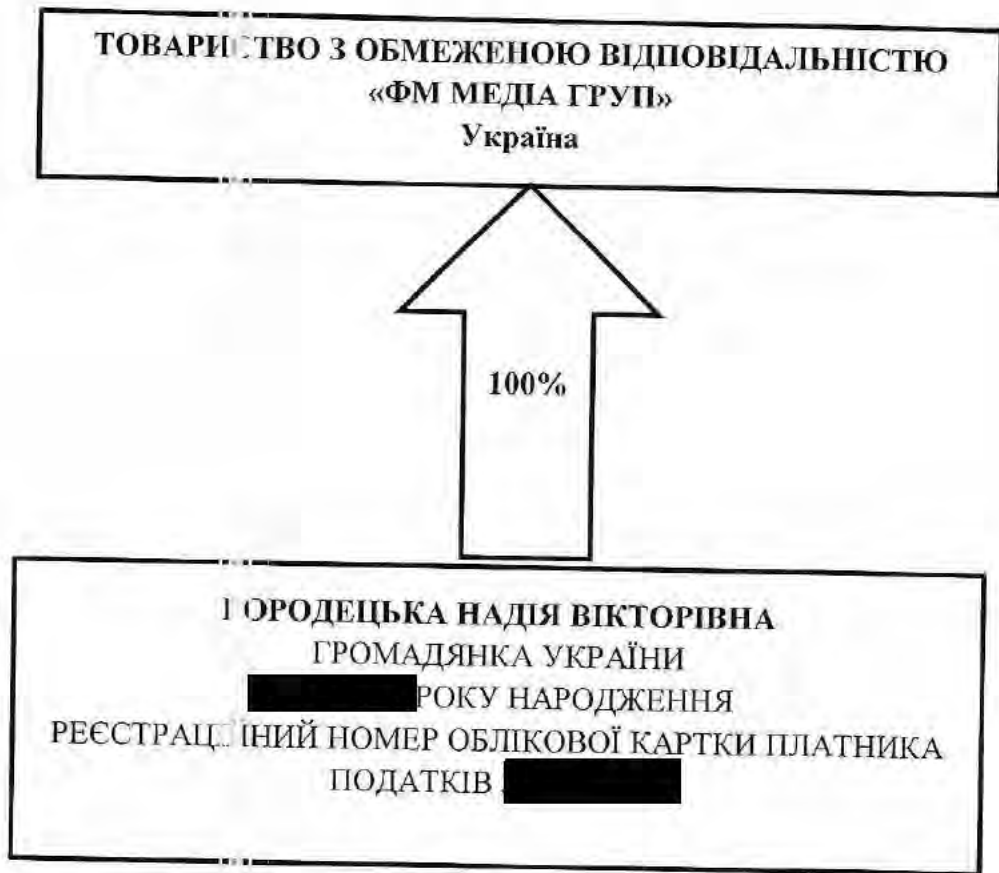 ТОВАРИСТВО З ОБМЕЖЕНОЮ ВІДПОВІДАЛЬНІСТЮ
«ФМ МЕДІА ГРУП»
Україна
100%
ГОРОДЕЦЬКА НАДІЯ ВІКТОРІВНА
ГРОМАДЯНКА УКРАЇНИ
РОКУ НАРОДЖЕННЯ
РЕЄСТРАЦІЙНИЙ НОМЕР ОБЛІКОВОЇ КАРТКИ ПЛАТНИКА
ПОДАТКІВ